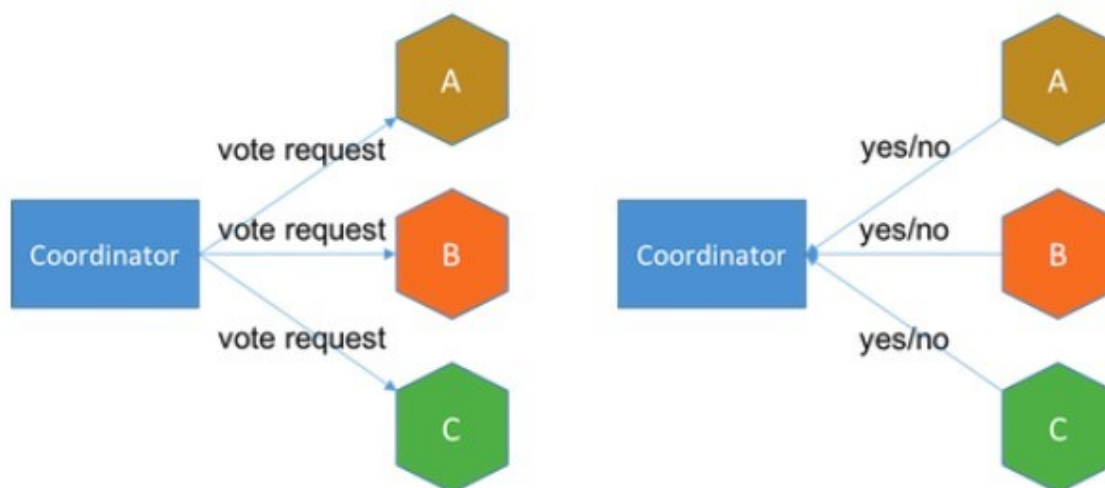 A
vote request
Coordinator
vote request
B
vote request
C
A
yes/no
Coordinator
yes/no
B
yes/no
C